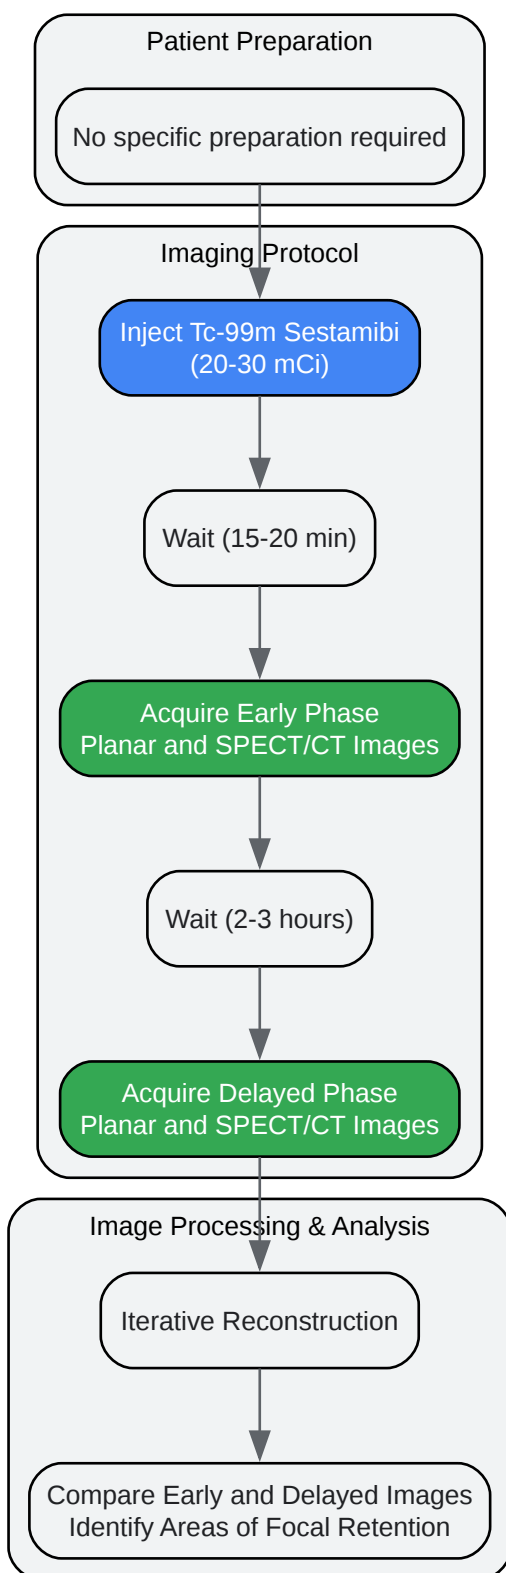 Patient Preparation
No specific preparation required
Imaging Protocol
Inject Tc-99m Sestamibi
(20-30 mCi)
Wait (15-20 min)
Acquire Early Phase
Planar and SPECT/CT Images
Wait (2-3 hours)
Acquire Delayed Phase
Planar and SPECT/CT Images
Image Processing & Analysis
Iterative Reconstruction
Compare Early and Delayed Images
Identify Areas of Focal Retention